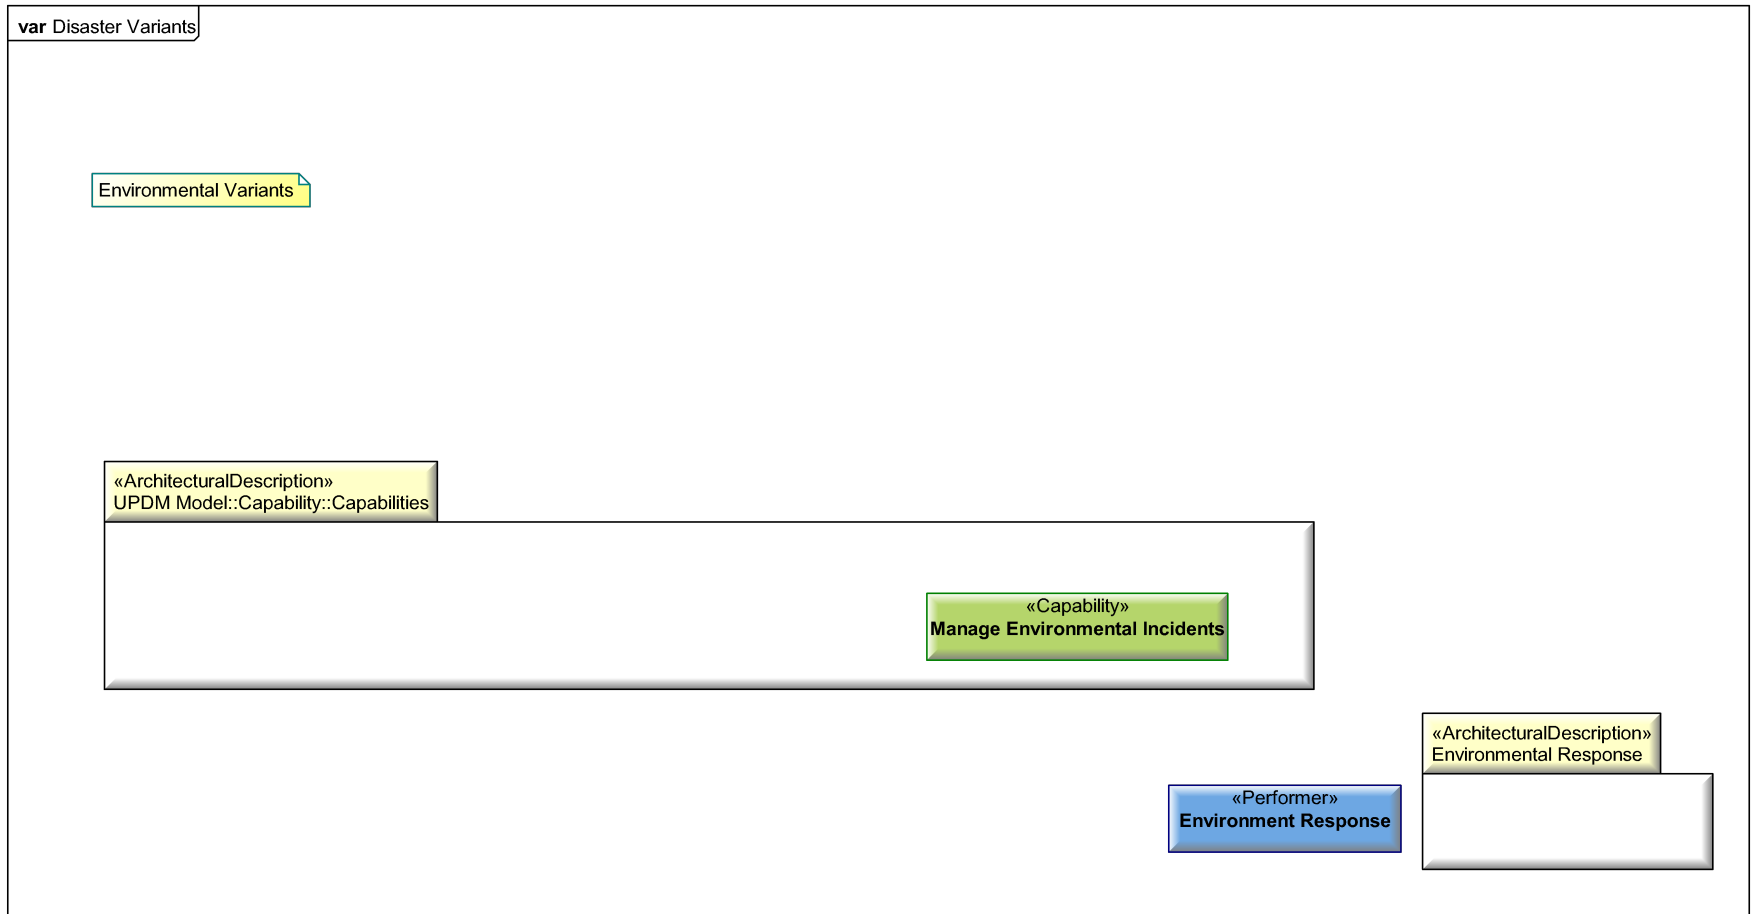 var Disaster Variants
Environmental Variants
«ArchitecturalDescription»
UPDM Model::Capability::Capabilities
«Capability»
Manage Environmental Incidents
«ArchitecturalDescription»
Environmental Response
«Performer»
Environment Response